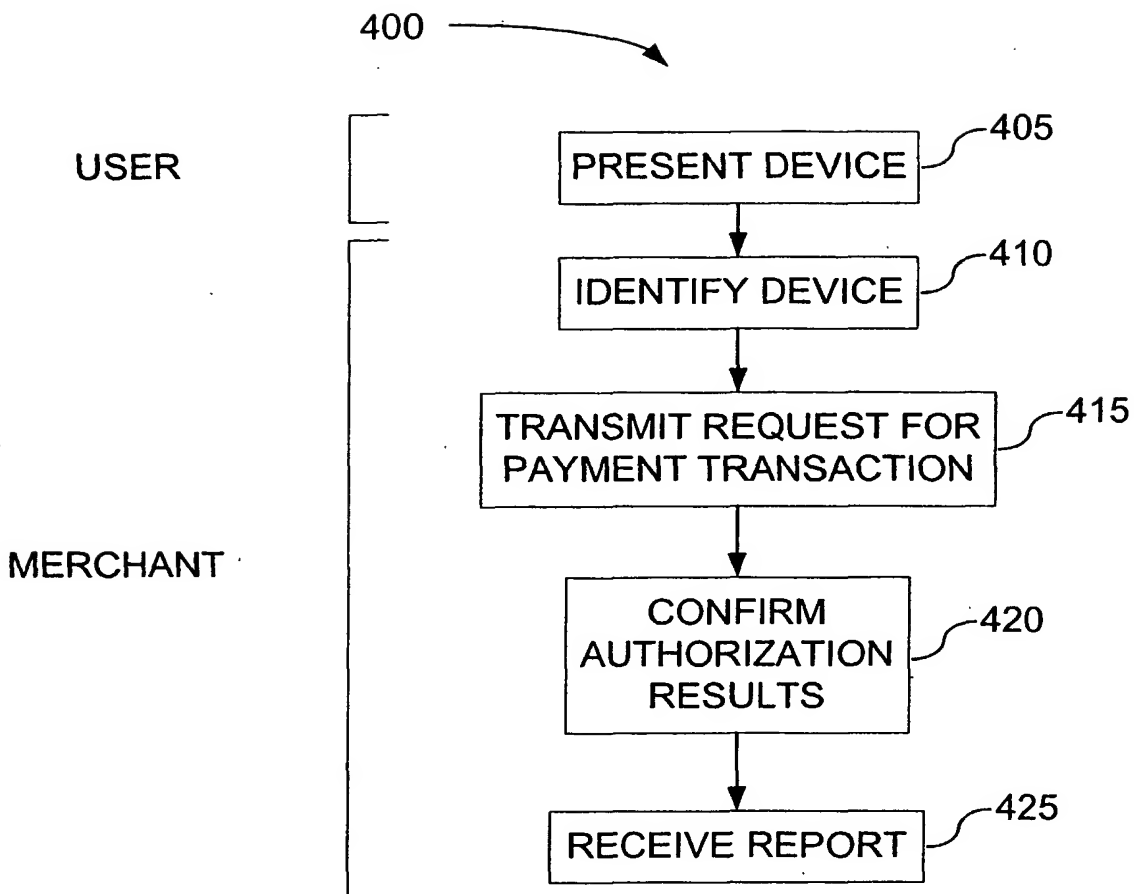 400
USER
PRESENT DEVICE
405
IDENTIFY DEVICE
410
TRANSMIT REQUEST FOR
PAYMENT TRANSACTION
415
MERCHANT
CONFIRM
AUTHORIZATION
RESULTS
420
RECEIVE REPORT
425